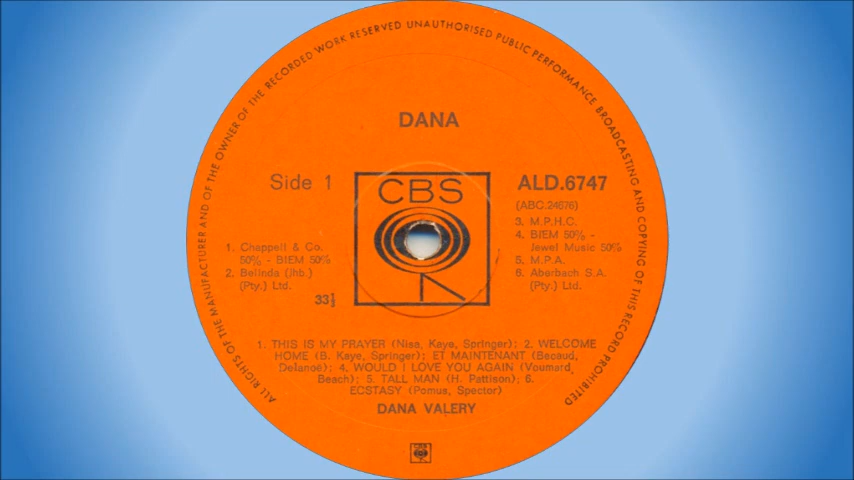 ALL RIGHTS OF THE MANUFACTURER AND OF THE OWNER OF THE RECORDED WORK RESERVED UNAUTHORISED PUBLIC PERFORMANCE BROADCASTING AND COPYING OF THIS RECORD PROHIBITED
DANA
Side 1
CBS
ALD.6747
(ABC.24676)
1. Chappell & Co.
50% - BIEM 50%
2. Belinda (Jhb.)
(Pty.) Ltd.
33⅓
3. M.P.H.C.
4. BIEM 50% -
Jewel Music 50%
5. M.P.A.
6. Aberbach S.A.
(Pty.) Ltd.
1. THIS IS MY PRAYER (Nisa, Kaye, Springer); 2. WELCOME
HOME (B. Kaye, Springer); ET MAINTENANT (Becaud,
Delanoe); 4. WOULD I LOVE YOU AGAIN (Voumard,
Beach); 5. TALL MAN (H. Pattison); 6.
ECSTASY (Pomus, Spector)
DANA VALERY
CBS